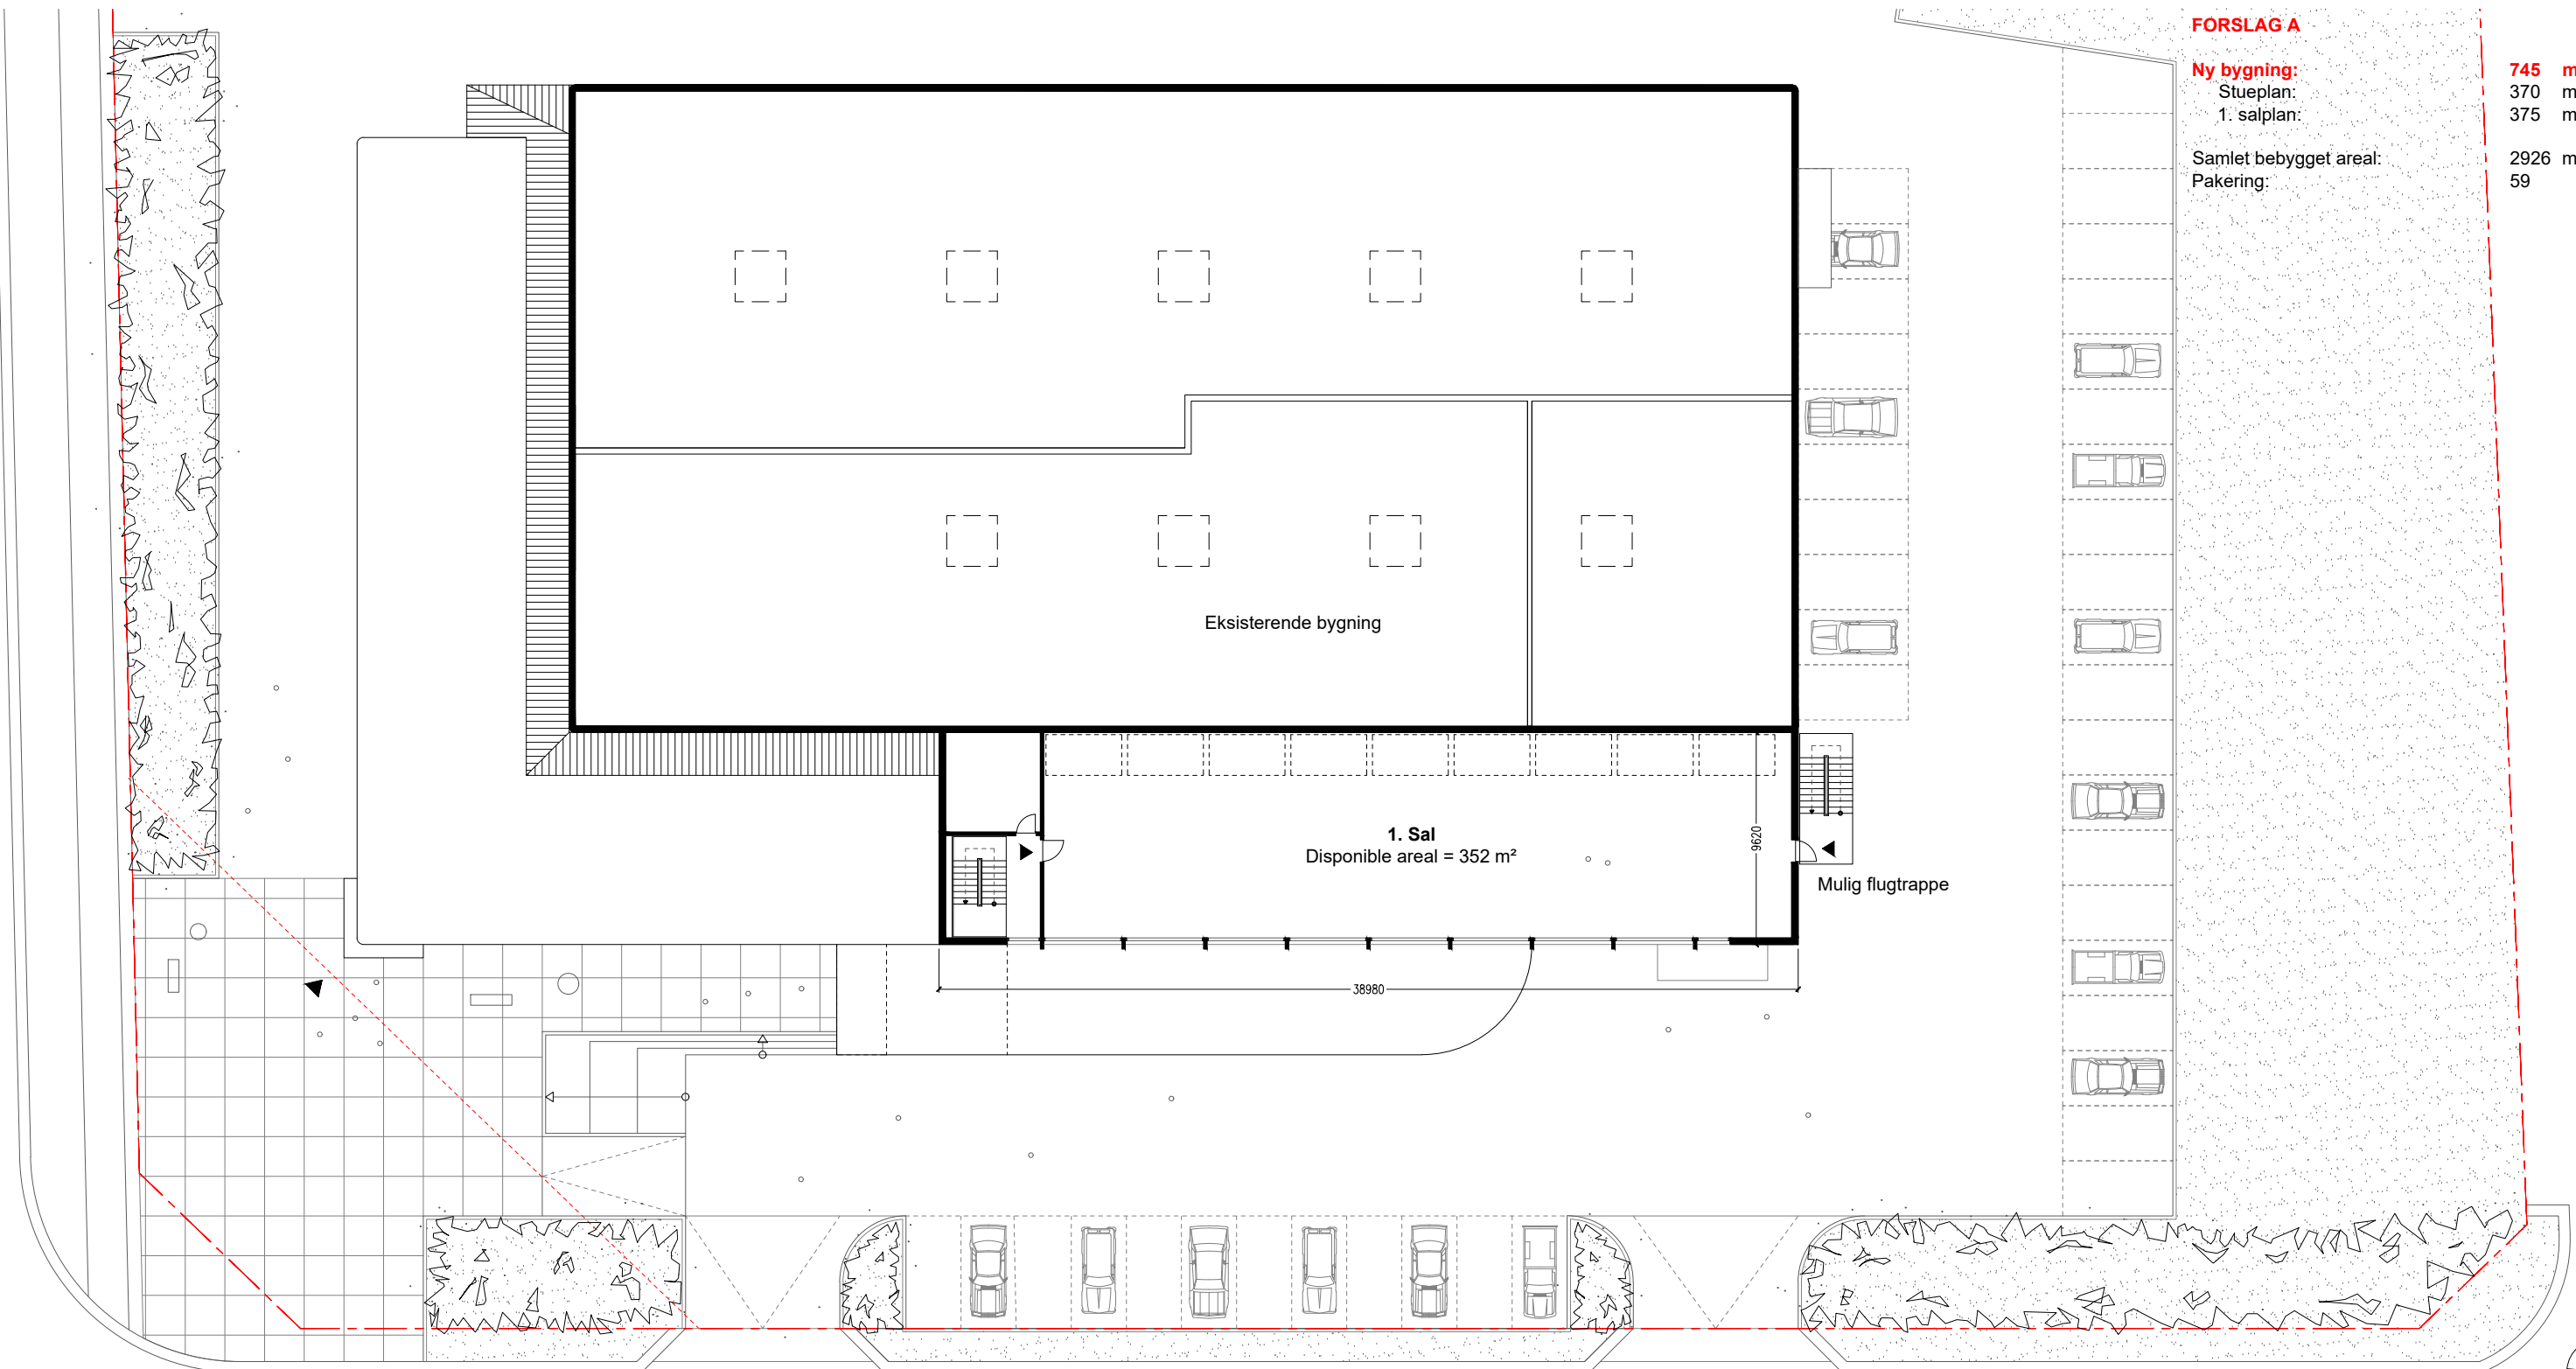 FORSLAG A
Ny bygning: 745 m
Stueplan: 370 m
1. salplan: 375 m
Samlet bebygget areal: 2926 m
Pakering: 59
Eksisterende bygning
1. Sal
Disponible areal = 352 m²
9620
Mulig flugtrappe
38980